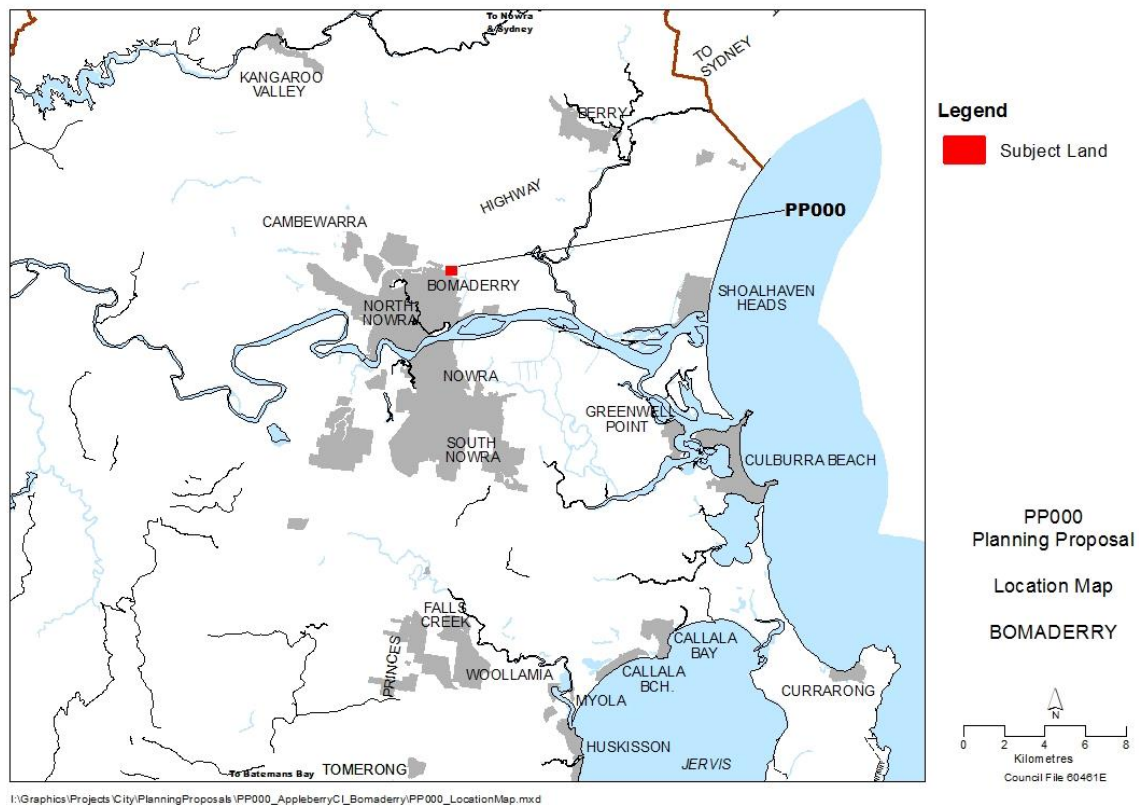 To Nowra
& Sydney
TO
SYDNEY
KANGAROO
VALLEY
BERRY
HIGHWAY
PP000
CAMBEWARRA
BOMADERRY
SHOALHAVEN
HEADS
NORTH
NOWRA
NOWRA
GREENWELL
POINT
SOUTH
NOWRA
CULBURRA BEACH
FALLS
CREEK
PRINCES
WOOLLAMIA
CALLALA
BAY
CALLALA
BCH.
MYOLA
CURRARONG
HUSKISSON
JERVIS
To Batemans Bay
TOMERONG
Legend
Subject Land
PP000
Planning Proposal
Location Map
BOMADERRY
N
0 2 4 6 8
Kilometres
Council File 60461E
I:\Graphics\Projects\City\PlanningProposals\PP000_AppleberryCl_Bomaderry\PP000_LocationMap.mxd